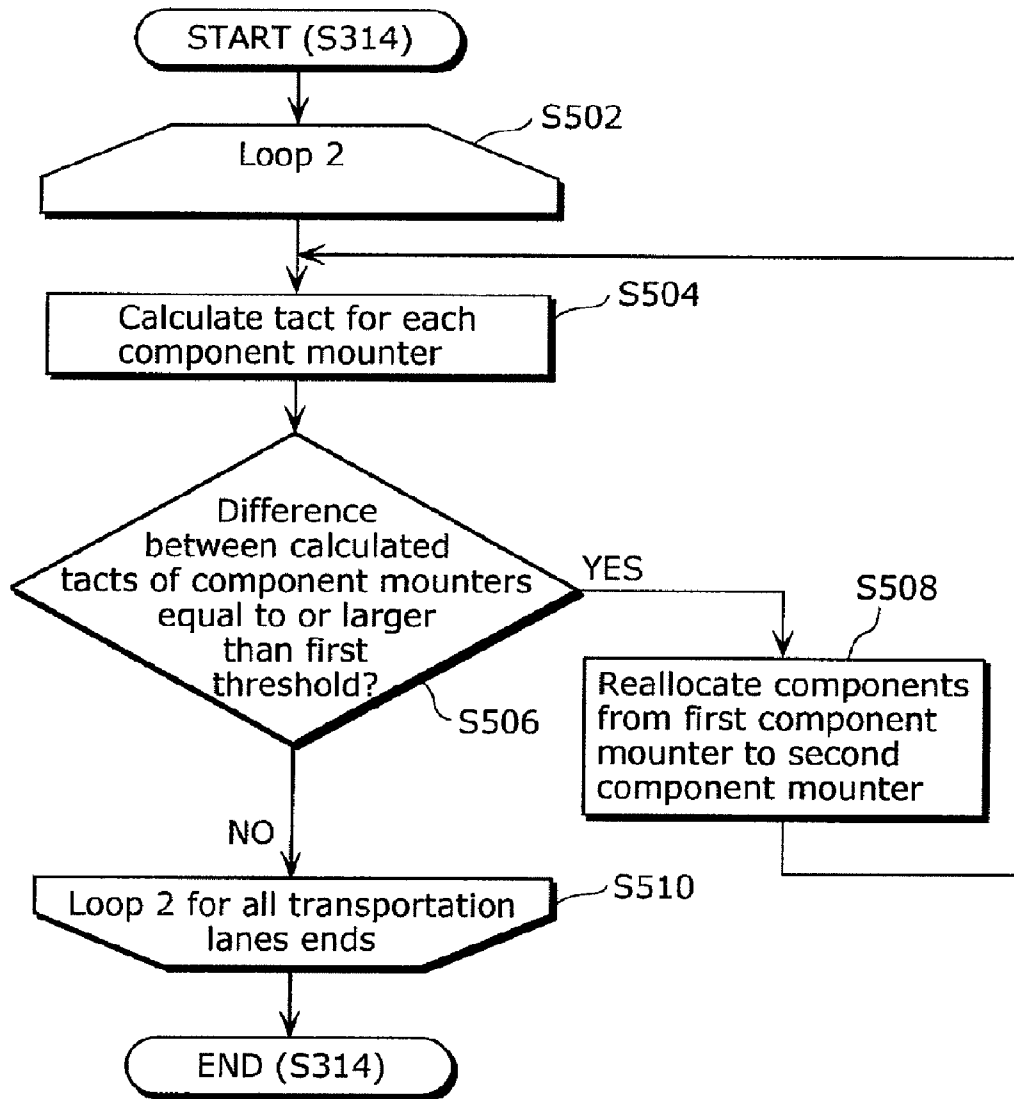 START (S314)
S502
Loop 2
S504
Calculate tact for each
component mounter
Difference
between calculated
tacts of component mounters
equal to or larger
than first
threshold?
YES
S506
S508
Reallocate components
from first component
mounter to second
component mounter
NO
S510
Loop 2 for all transportation
lanes ends
END (S314)